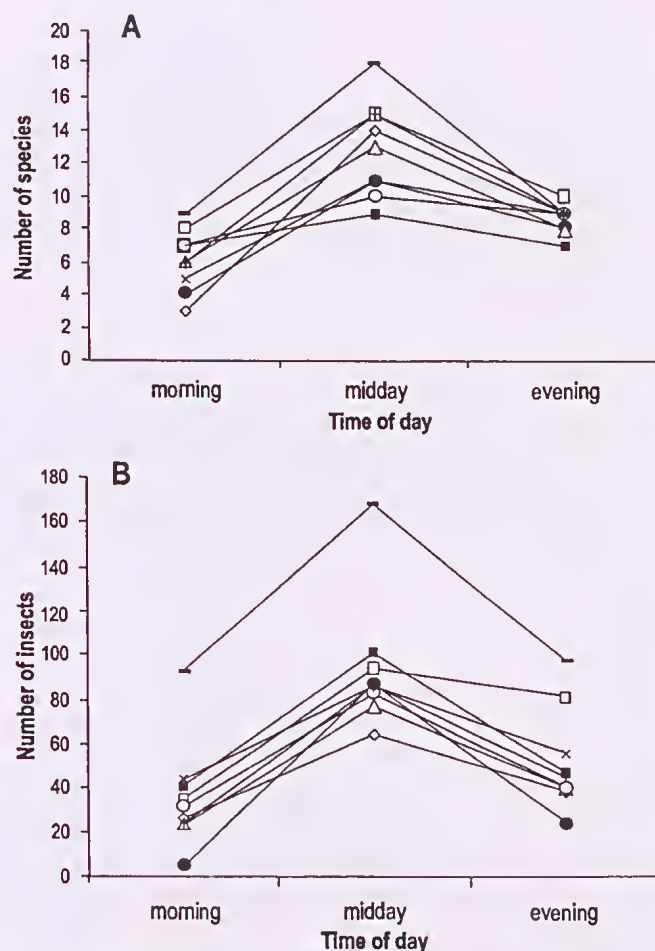 A
Number of species
20
18
16
14
12
10
8
6
4
2
0
morning midday evening
Time of day
B
Number of insects
180
160
140
120
100
80
60
40
20
0
morning midday evening
Time of day